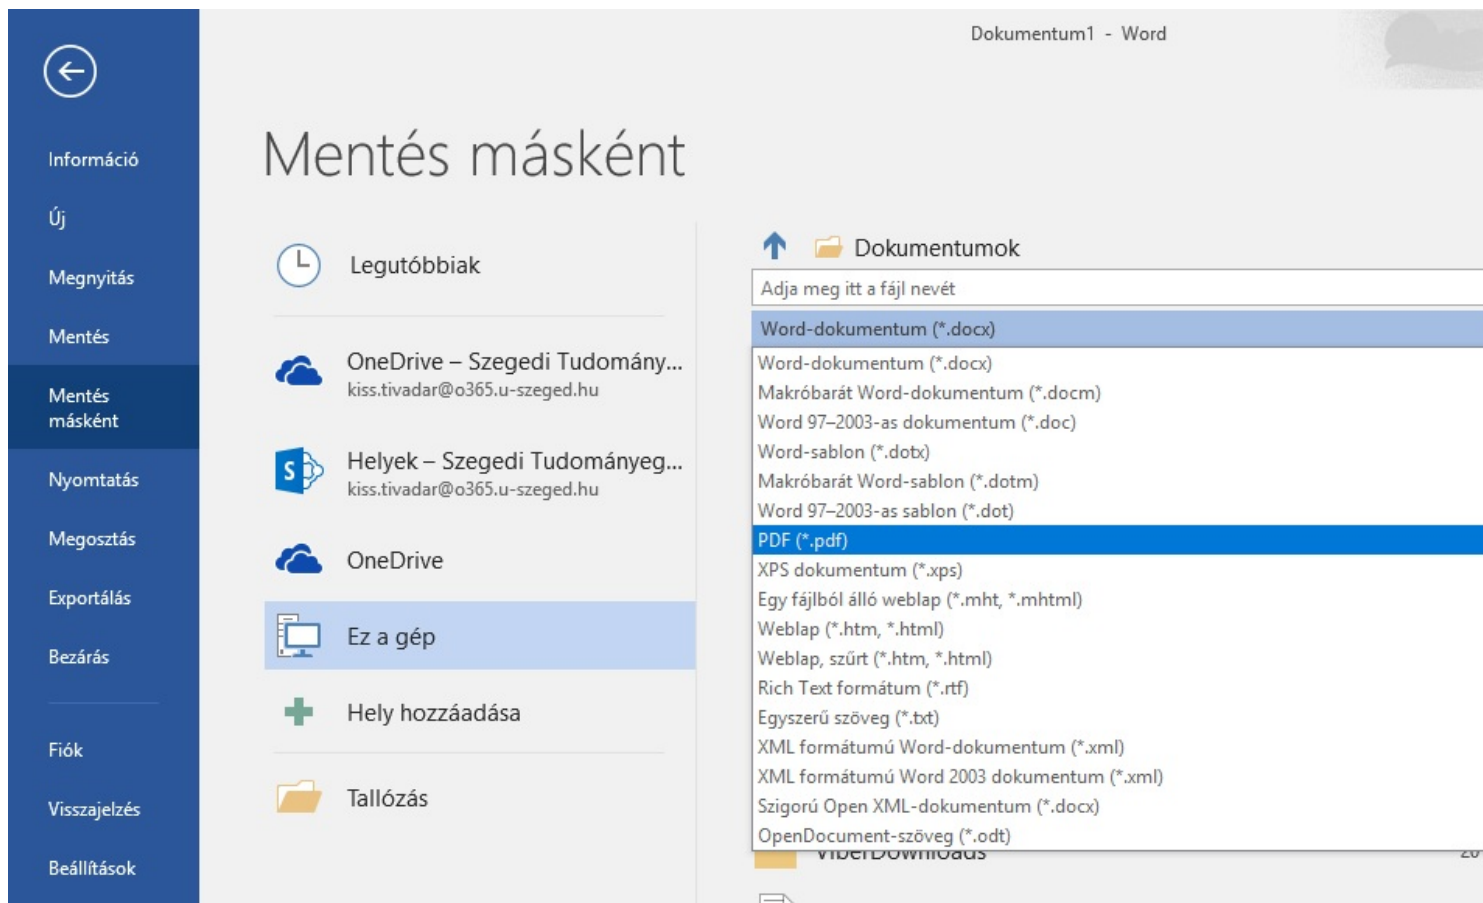 Dokumentum1 - Word
Információ
Új
Megnyitás
Mentés
Mentés
másként
Nyomtatás
Megosztás
Exportálás
Bezárás
Fiók
Visszajelzés
Beállítások
Mentés másként
Legutóbbiak
OneDrive – Szegedi Tudomány...
kiss.tivadar@o365.u-szeged.hu
Helyek – Szegedi Tudományeg...
kiss.tivadar@o365.u-szeged.hu
OneDrive
Ez a gép
Hely hozzáadása
Tallózás
Dokumentumok
Adja meg itt a fájl nevét
Word-dokumentum (*.docx)
Word-dokumentum (*.docx)
Makróbarát Word-dokumentum (*.docm)
Word 97–2003-as dokumentum (*.doc)
Word-sablon (*.dotx)
Makróbarát Word-sablon (*.dotm)
Word 97–2003-as sablon (*.dot)
PDF (*.pdf)
XPS dokumentum (*.xps)
Egy fájlból álló weblap (*.mht, *.mhtml)
Weblap (*.htm, *.html)
Weblap, szűrt (*.htm, *.html)
Rich Text formátum (*.rtf)
Egyszerű szöveg (*.txt)
XML formátumú Word-dokumentum (*.xml)
XML formátumú Word 2003 dokumentum (*.xml)
Szigorú Open XML-dokumentum (*.docx)
OpenDocument-szöveg (*.odt)
ViberDownloads